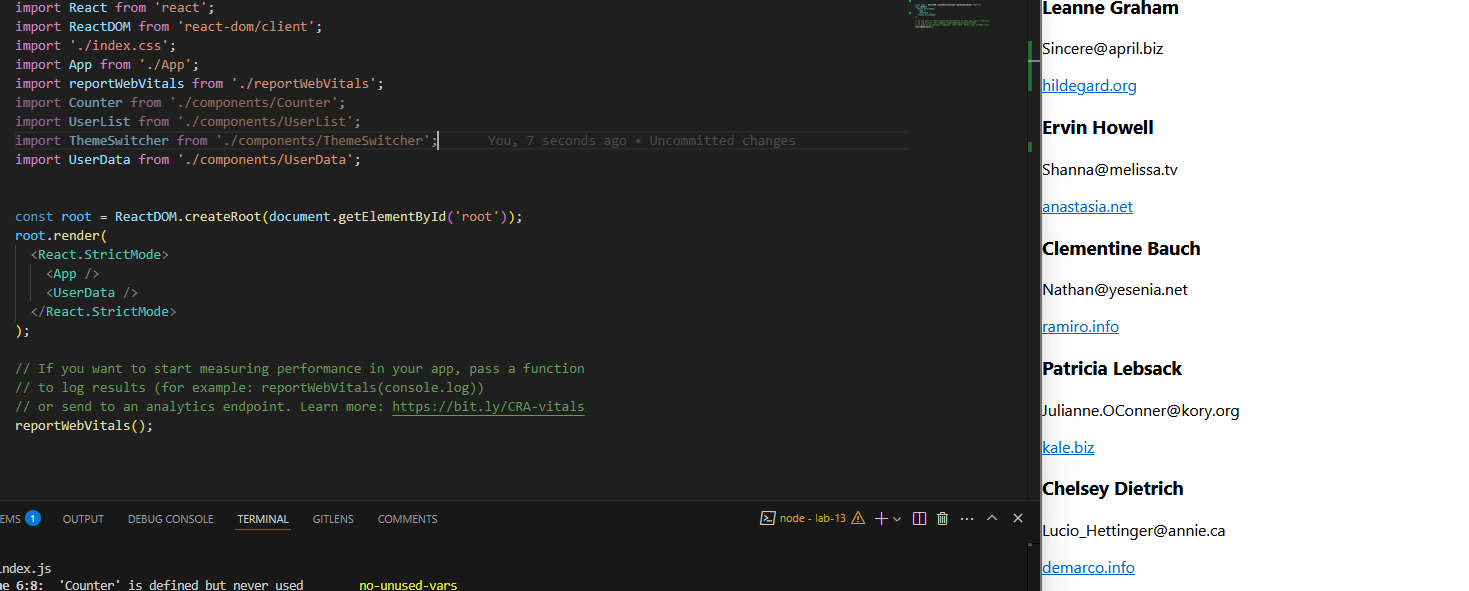 import React from 'react';
import ReactDOM from 'react-dom/client';
import './index.css';
import App from './App';
import reportWebVitals from './reportWebVitals';
import Counter from './components/Counter';
import UserList from './components/UserList';
import ThemeSwitcher from './components/ThemeSwitcher'; You, 7 seconds ago • Uncommitted changes
import UserData from './components/UserData';
const root = ReactDOM.createRoot(document.getElementById('root'));
root.render(
<React.StrictMode>
<App />
<UserData />
</React.StrictMode>
);
// If you want to start measuring performance in your app, pass a function
// to log results (for example: reportWebVitals(console.log))
// or send to an analytics endpoint. Learn more: https://bit.ly/CRA-vitals
reportWebVitals();
EMS 1 OUTPUT DEBUG CONSOLE TERMINAL GITLENS COMMENTS node - lab-13
index.js
ne 6:8: 'Counter' is defined but never used no-unused-vars
Leanne Graham
Sincere@april.biz
hildegard.org
Ervin Howell
Shanna@melissa.tv
anastasia.net
Clementine Bauch
Nathan@yesenia.net
ramiro.info
Patricia Lebsack
Julianne.OConner@kory.org
kale.biz
Chelsey Dietrich
Lucio_Hettinger@annie.ca
demarco.info